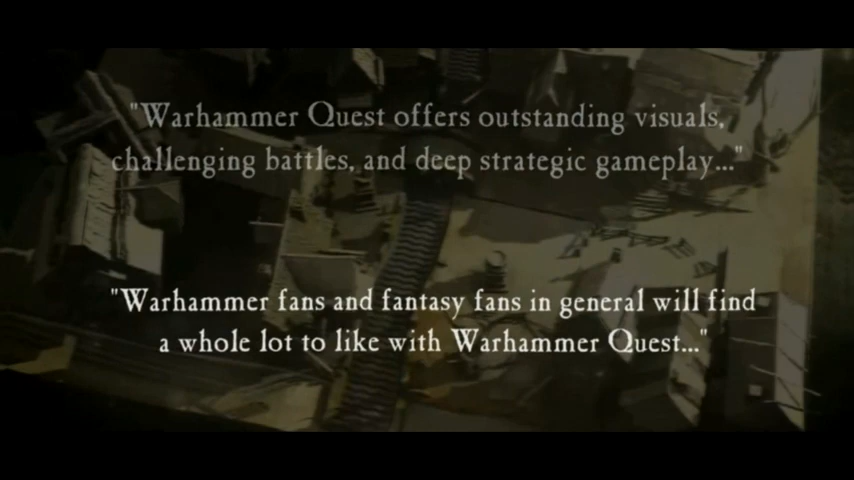 "Warhammer Quest offers outstanding visuals,
challenging battles, and deep strategic gameplay..."
"Warhammer fans and fantasy fans in general will find
a whole lot to like with Warhammer Quest..."